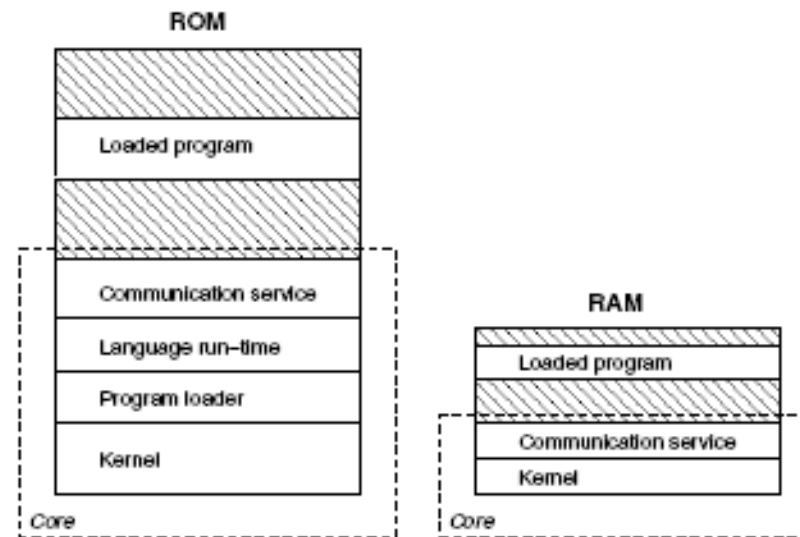 ROM
Loaded program
Communication service
Language run-time
Program loader
Kernel
Core
RAM
Loaded program
Communication service
Kernel
Core